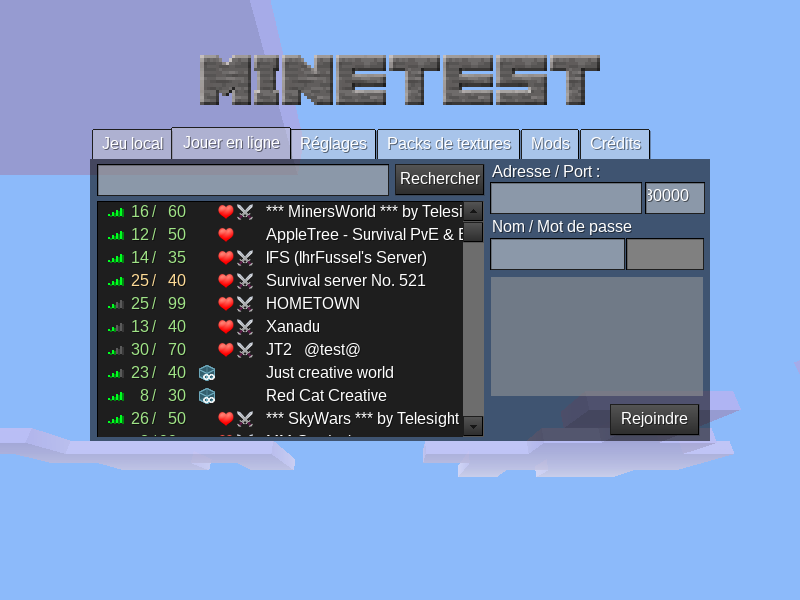 MINETEST
Jeu local Jouer en ligne Réglages Packs de textures Mods Crédits
Rechercher
Adresse / Port :
30000
Nom / Mot de passe
16 / 60 *** MinersWorld *** by Telesi
12 / 50 AppleTree - Survival PvE &
14 / 35 IFS (IhrFussel's Server)
25 / 40 Survival server No. 521
25 / 99 HOMETOWN
13 / 40 Xanadu
30 / 70 JT2 @test@
23 / 40 Just creative world
8 / 30 Red Cat Creative
26 / 50 *** SkyWars *** by Telesight
Rejoindre